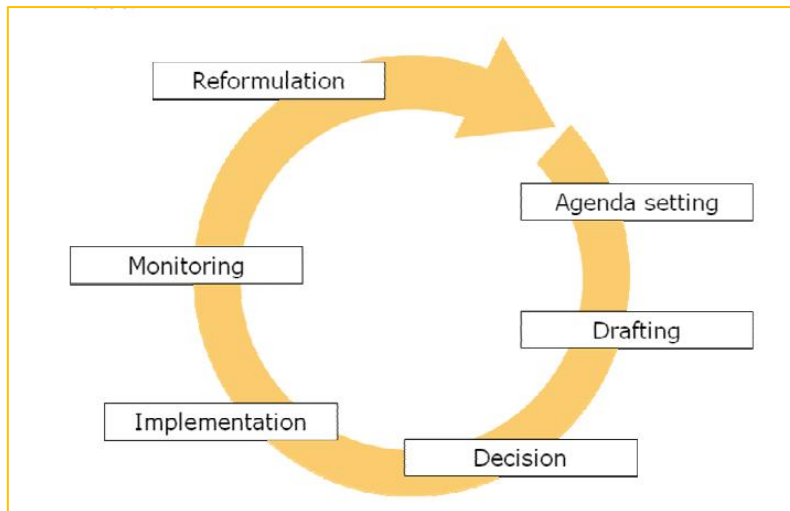 Reformulation
Agenda setting
Monitoring
Drafting
Implementation
Decision